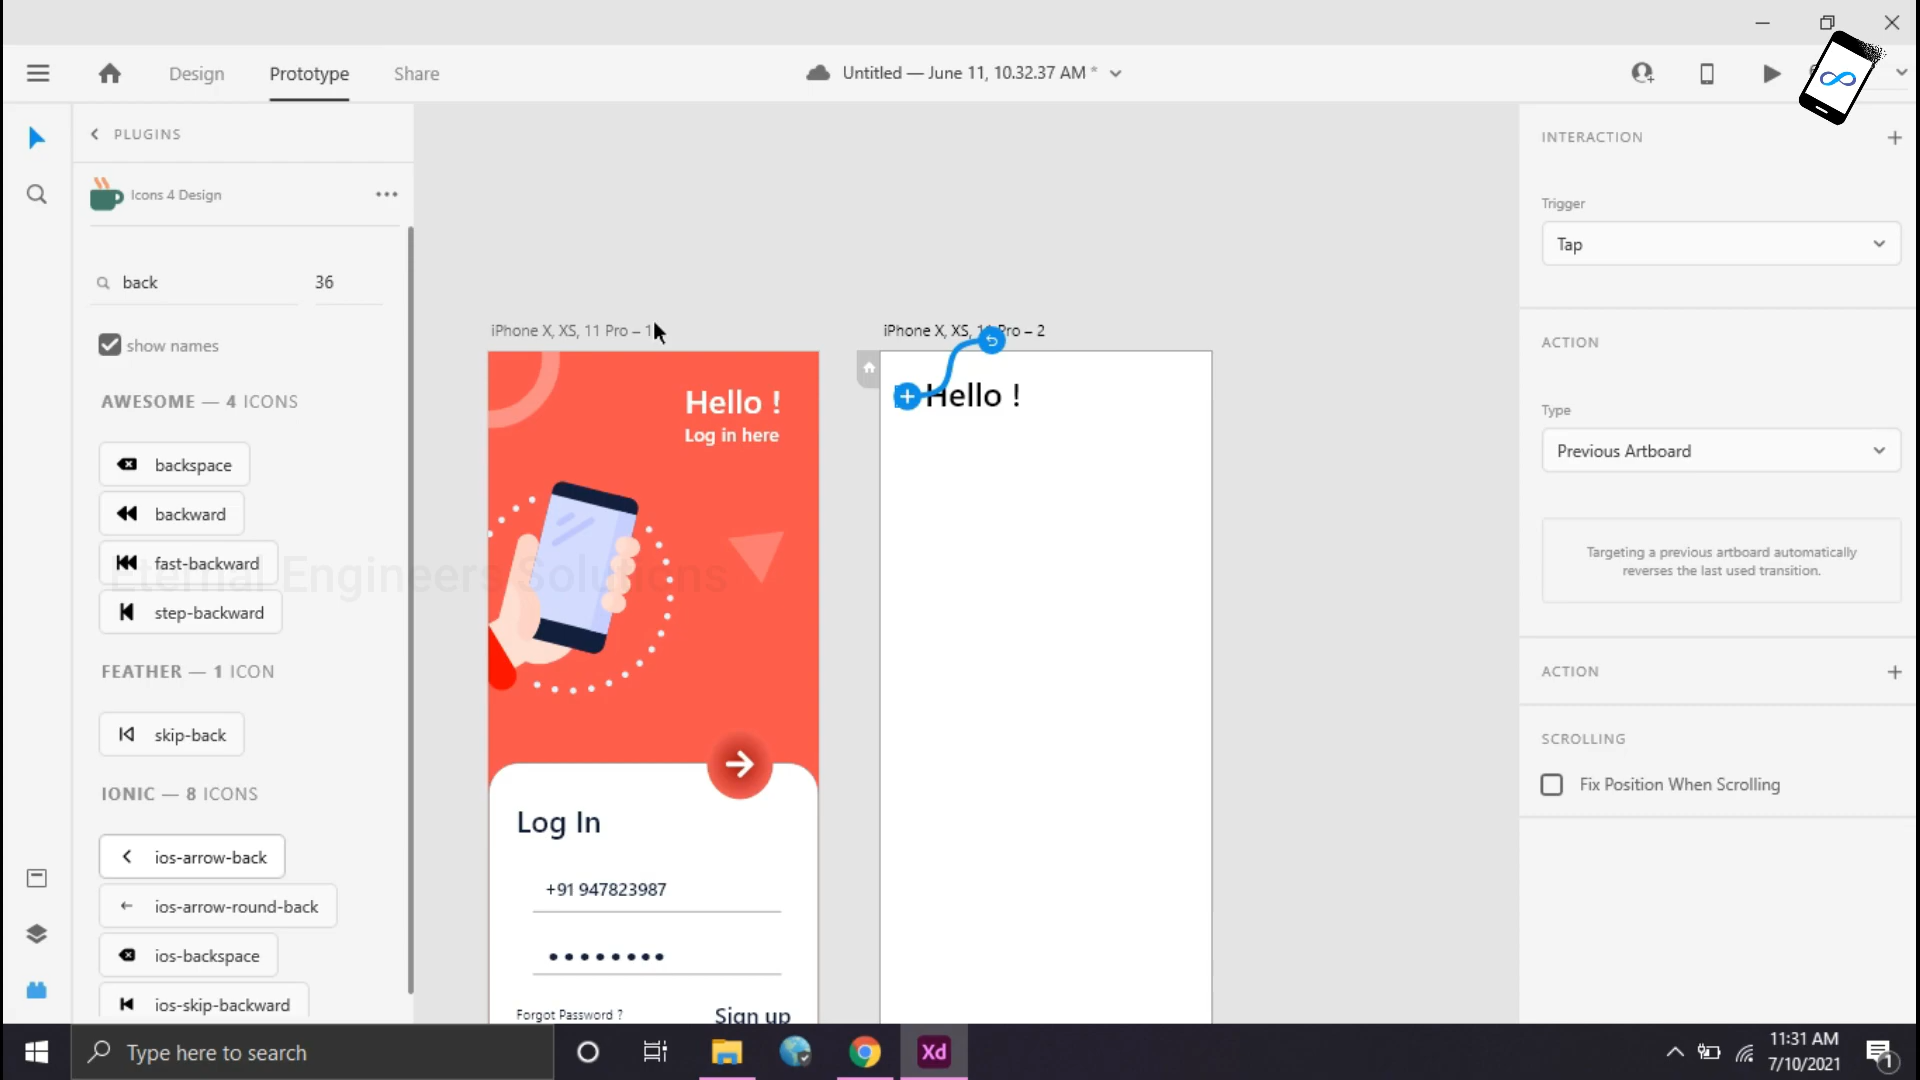 Design
Prototype
Share
Untitled — June 11, 10.32.37 AM *
PLUGINS
Icons 4 Design
back
36
show names
AWESOME — 4 ICONS
backspace
backward
fast-backward
step-backward
FEATHER — 1 ICON
skip-back
IONIC — 8 ICONS
ios-arrow-back
ios-arrow-round-back
ios-backspace
ios-skip-backward
Eternal Engineers Solutions
iPhone X, XS, 11 Pro – 1
Hello !
Log in here
Log In
+91 947823987
Forgot Password ?
Sign up
iPhone X, XS, 11 Pro – 2
Hello !
INTERACTION
Trigger
Tap
ACTION
Type
Previous Artboard
Targeting a previous artboard automatically
reverses the last used transition.
ACTION
SCROLLING
Fix Position When Scrolling
Type here to search
Xd
11:31 AM
7/10/2021
1